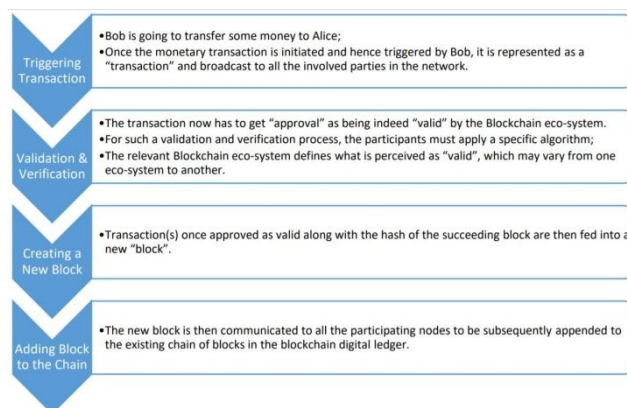 Triggering
Transaction
•Bob is going to transfer some money to Alice;
•Once the monetary transaction is initiated and hence triggered by Bob, it is represented as a
“transaction” and broadcast to all the involved parties in the network.
Validation &
Verification
•The transaction now has to get “approval” as being indeed “valid” by the Blockchain eco-system.
•For such a validation and verification process, the participants must apply a specific algorithm;
•The relevant Blockchain eco-system defines what is perceived as “valid”, which may vary from one
eco-system to another.
Creating a
New Block
•Transaction(s) once approved as valid along with the hash of the succeeding block are then fed into a
new “block”.
Adding Block
to the Chain
•The new block is then communicated to all the participating nodes to be subsequently appended to
the existing chain of blocks in the blockchain digital ledger.